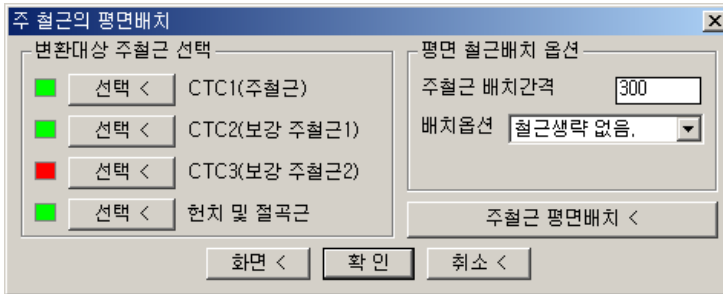 주 철근의 평면배치
변환대상 주철근 선택
선택 < CTC1(주철근)
선택 < CTC2(보강 주철근1)
선택 < CTC3(보강 주철근2)
선택 < 헌치 및 절곡근
평면 철근배치 옵션
주철근 배치간격 300
배치옵션 철근생략 없음.
주철근 평면배치 <
화면 < 확 인 취소 <